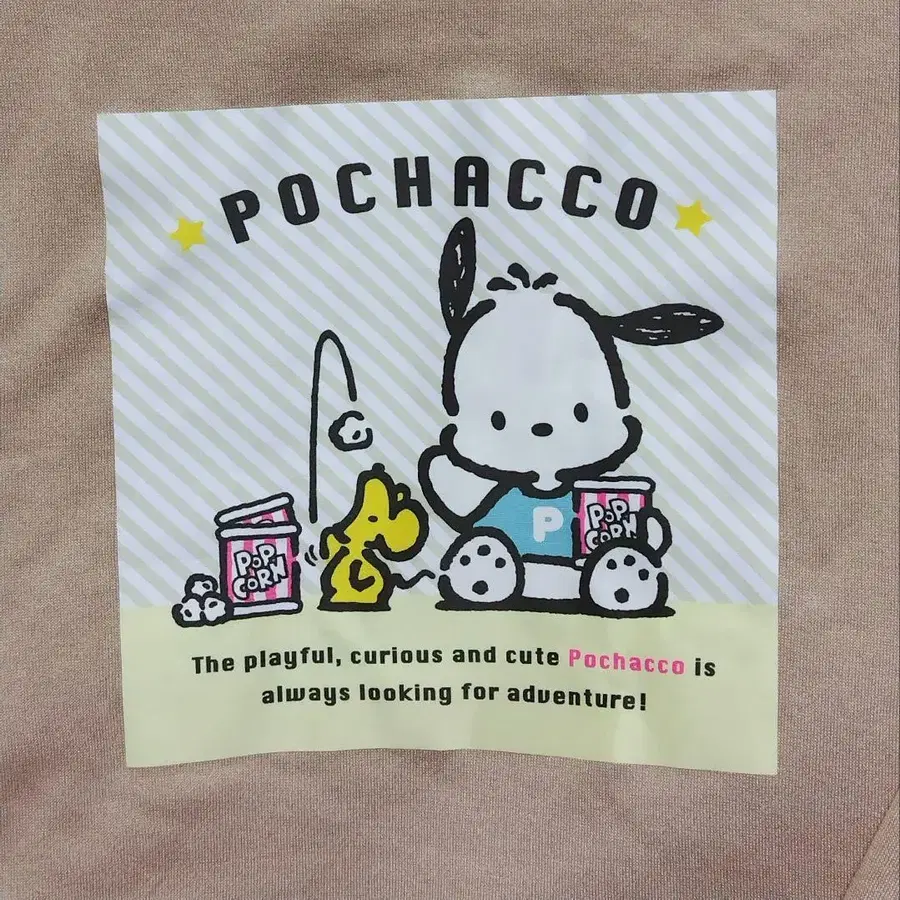 POCHACCO
P
POP
CORN
POP
CORN
The playful, curious and cute Pochacco is
always looking for adventure!